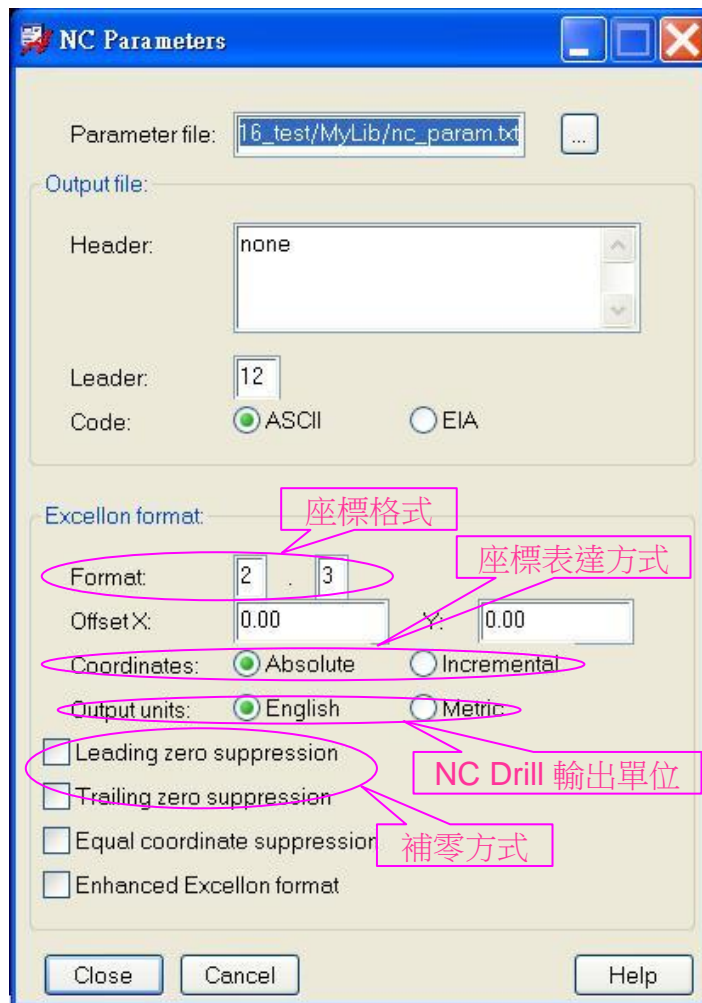 NC Parameters
Parameter file: 16_test/MyLib/nc_param.txt ...
Output file:
Header: none
Leader: 12
Code: ASCII EIA
Excellon format:
座標格式
座標表達方式
Format: 2 . 3
Offset X: 0.00 Y: 0.00
Coordinates: Absolute Incremental
Output units: English Metric
Leading zero suppression
NC Drill 輸出單位
Trailing zero suppression
Equal coordinate suppression
補零方式
Enhanced Excellon format
Close Cancel Help